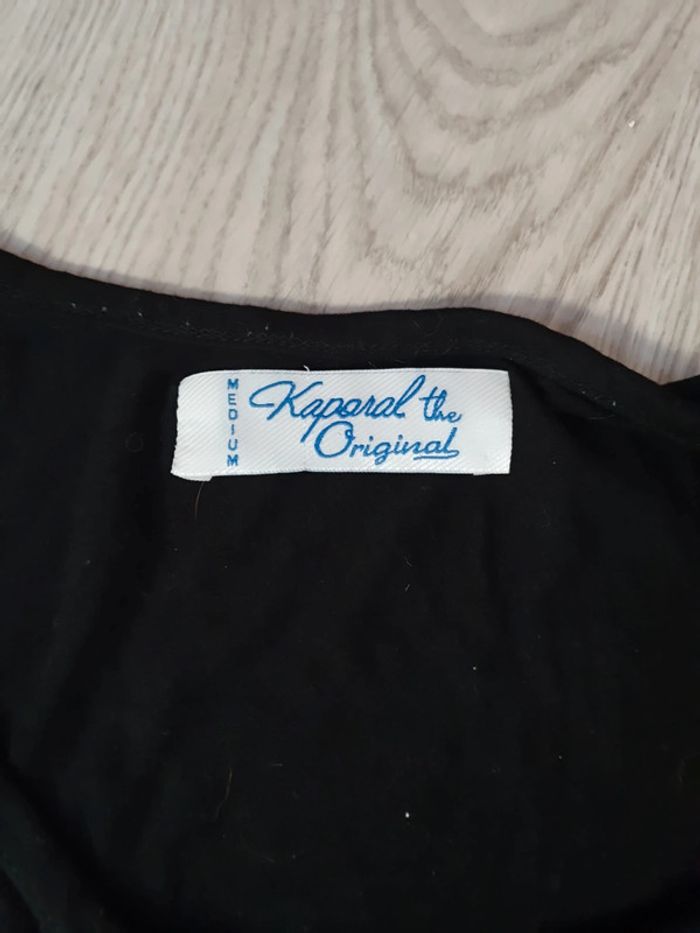 MEDIUM
Kaporal the
Original